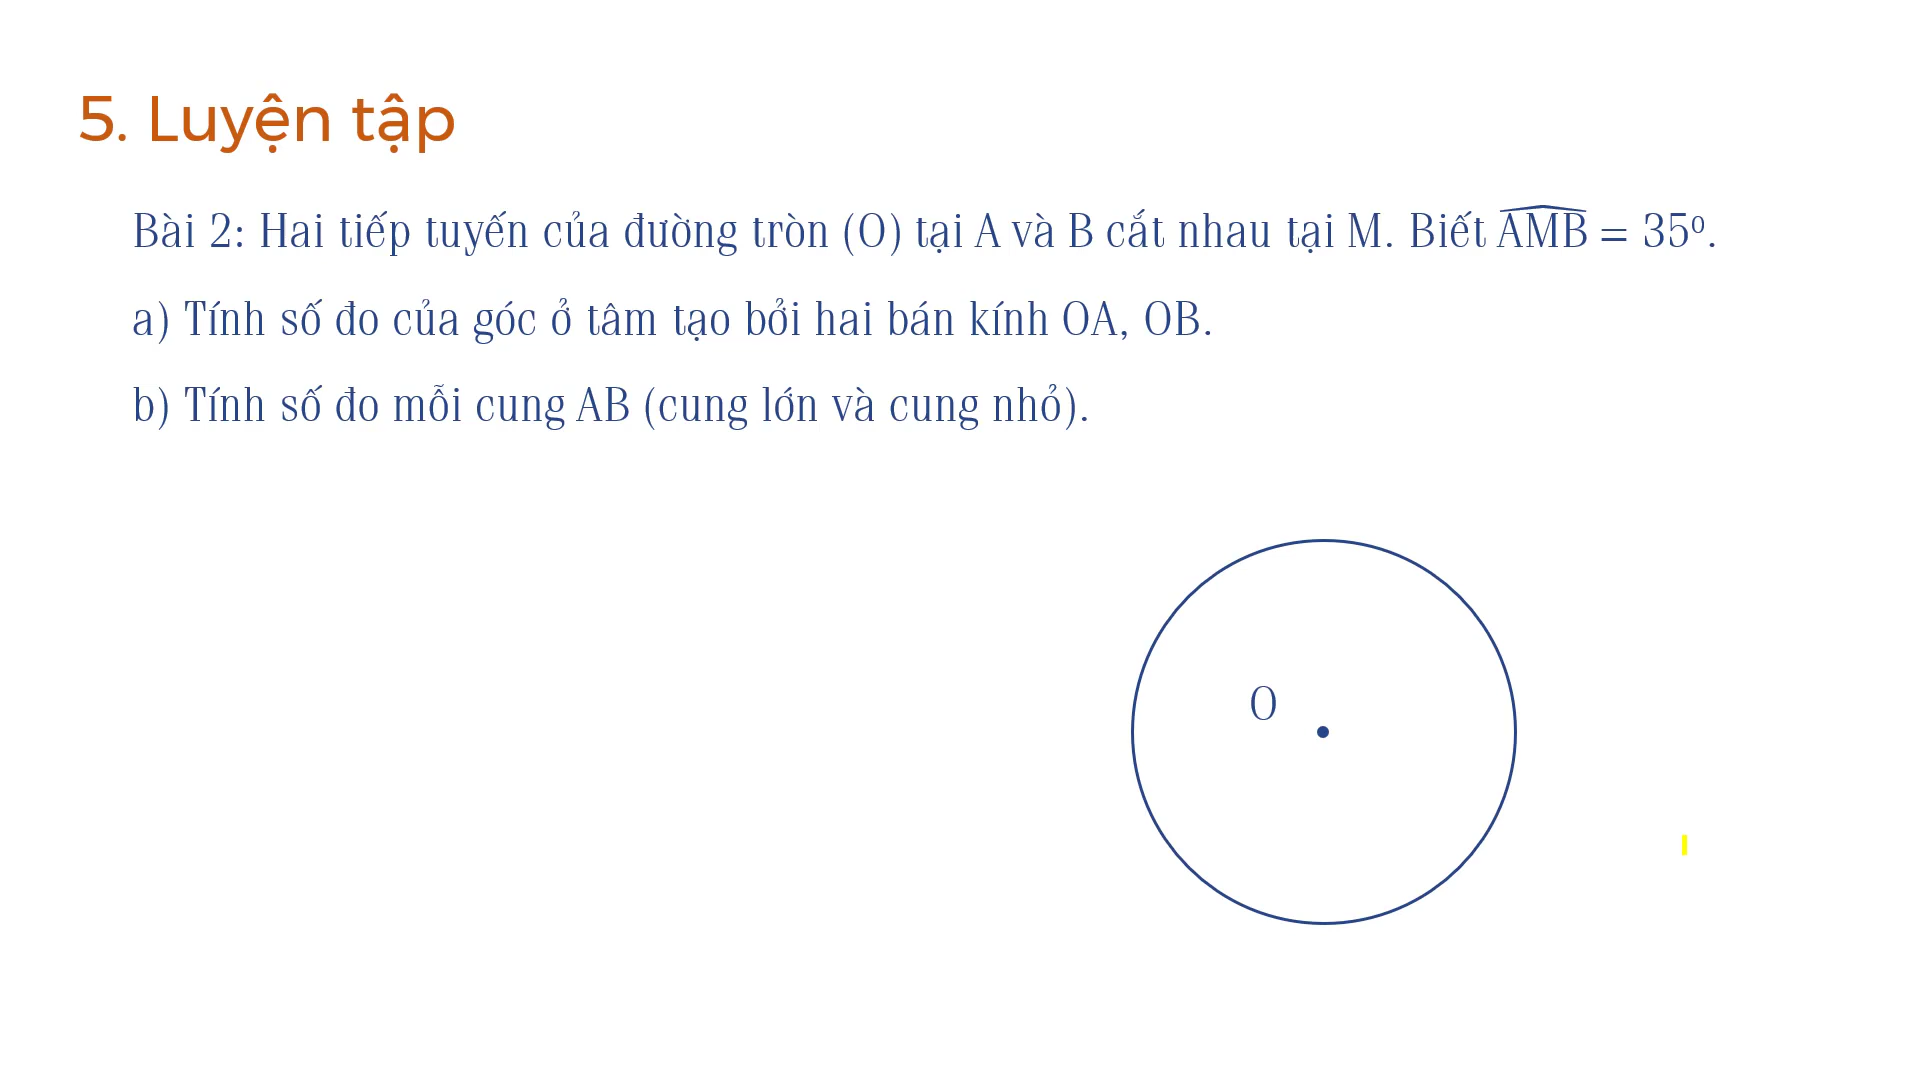 5. Luyện tập
Bài 2: Hai tiếp tuyến của đường tròn (O) tại A và B cắt nhau tại M. Biết $\widehat{AMB}$ = 35⁰.
a) Tính số đo của góc ở tâm tạo bởi hai bán kính OA, OB.
b) Tính số đo mỗi cung AB (cung lớn và cung nhỏ).
O